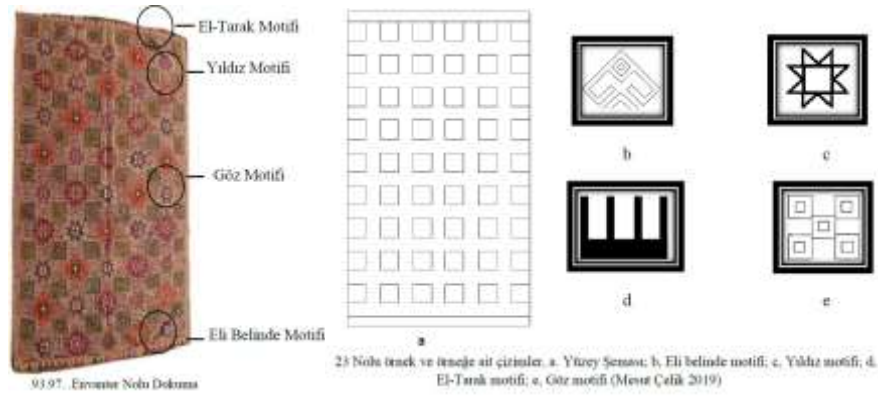 El-Tarak Motifi
Yıldız Motifi
Göz Motifi
Eli Belinde Motifi
93.97. Envanter Nolu Dokuma
a
b
c
d
e
23 Nolu örnek ve örneğe ait çizimler, a. Yüzey Şeması; b, Eli belinde motifi; c, Yıldız motifi; d,
El-Tarak motifi; e, Göz motifi (Mesut Çelik 2019)